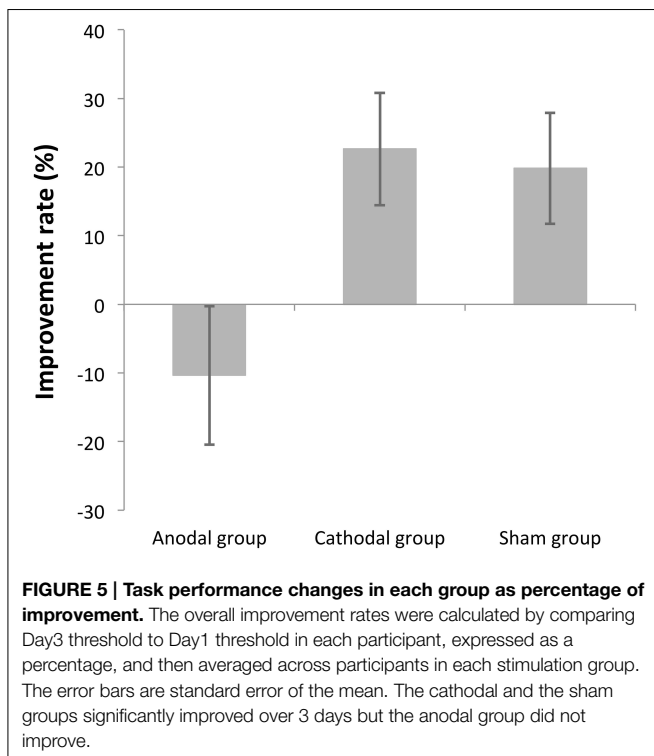 40
30
20
10
0
-10
-20
-30
Improvement rate (%)
Anodal group Cathodal group Sham group
FIGURE 5 | Task performance changes in each group as percentage of
improvement. The overall improvement rates were calculated by comparing
Day3 threshold to Day1 threshold in each participant, expressed as a
percentage, and then averaged across participants in each stimulation group.
The error bars are standard error of the mean. The cathodal and the sham
groups significantly improved over 3 days but the anodal group did not
improve.